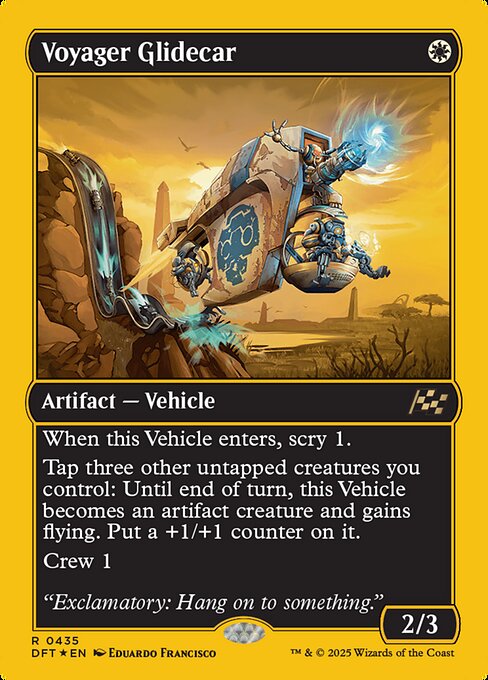 Voyager Glidecar
Artifact — Vehicle
When this Vehicle enters, scry 1.
Tap three other untapped creatures you
control: Until end of turn, this Vehicle
becomes an artifact creature and gains
flying. Put a +1/+1 counter on it.
Crew 1
“Exclamatory: Hang on to something.”
2/3
R 0435
DFT★EN Eduardo Francisco
™ & © 2025 Wizards of the Coast